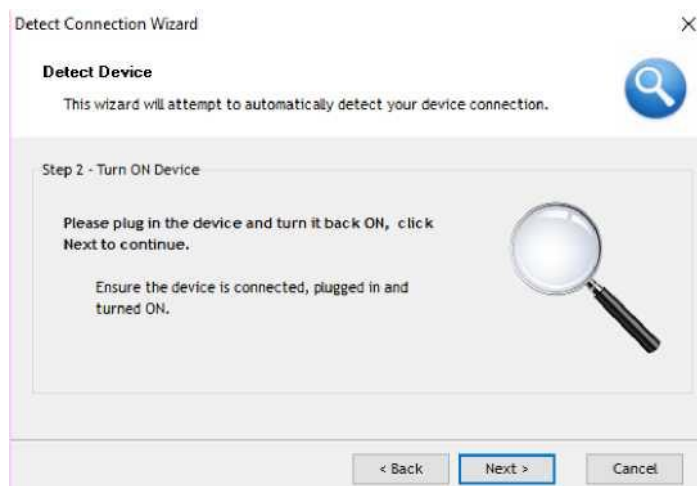 Detect Connection Wizard
Detect Device
This wizard will attempt to automatically detect your device connection.
Step 2 - Turn ON Device
Please plug in the device and turn it back ON, click
Next to continue.
Ensure the device is connected, plugged in and
turned ON.
< Back Next > Cancel